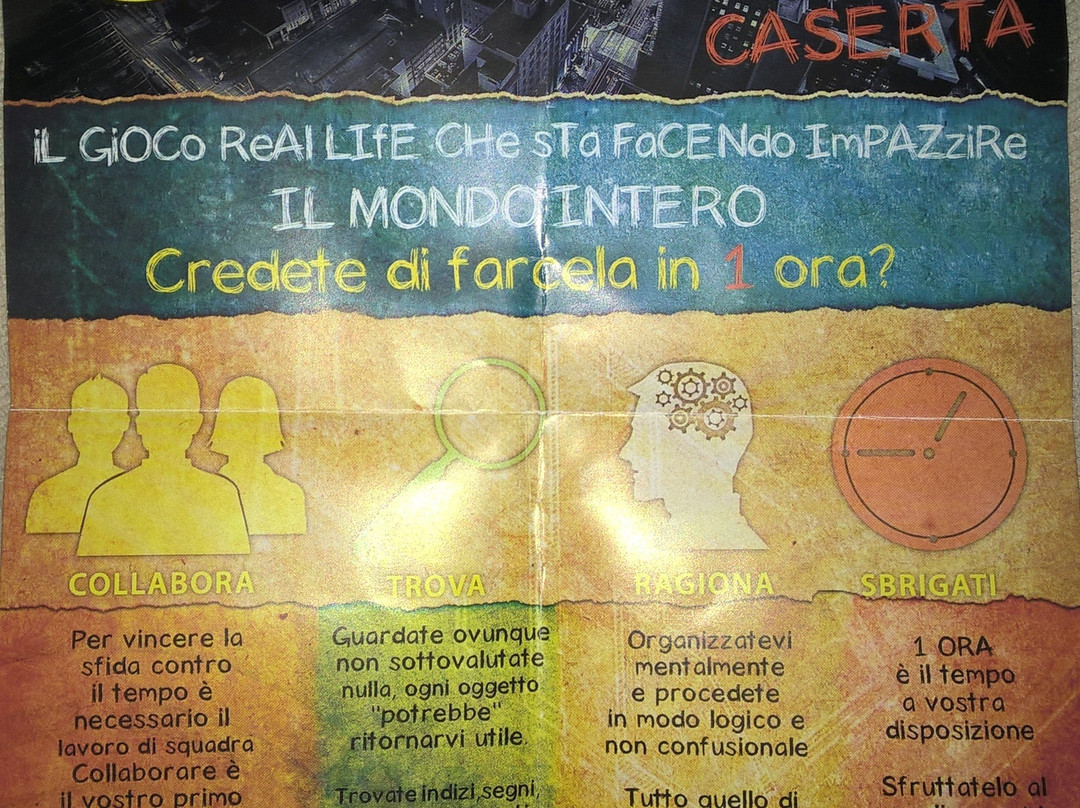 CASERTA
iL GiOCo ReAl LIfE CHe sTa FaCENdo ImPAZziRe
IL MONDO INTERO
Credete di farcela in 1 ora?
COLLABORA
TROVA
RAGIONA
SBRIGATI
Per vincere la
sfida contro
il tempo è
necessario il
lavoro di squadra
Collaborare è
il vostro primo
Guardate ovunque
non sottovalutate
nulla, ogni oggetto
"potrebbe"
ritornarvi utile.
Trovate indizi,segni,
Organizzatevi
mentalmente
e procedete
in modo logico e
non confusionale
Tutto quello di
1 ORA
è il tempo
a vostra
disposizione
Sfruttatelo al